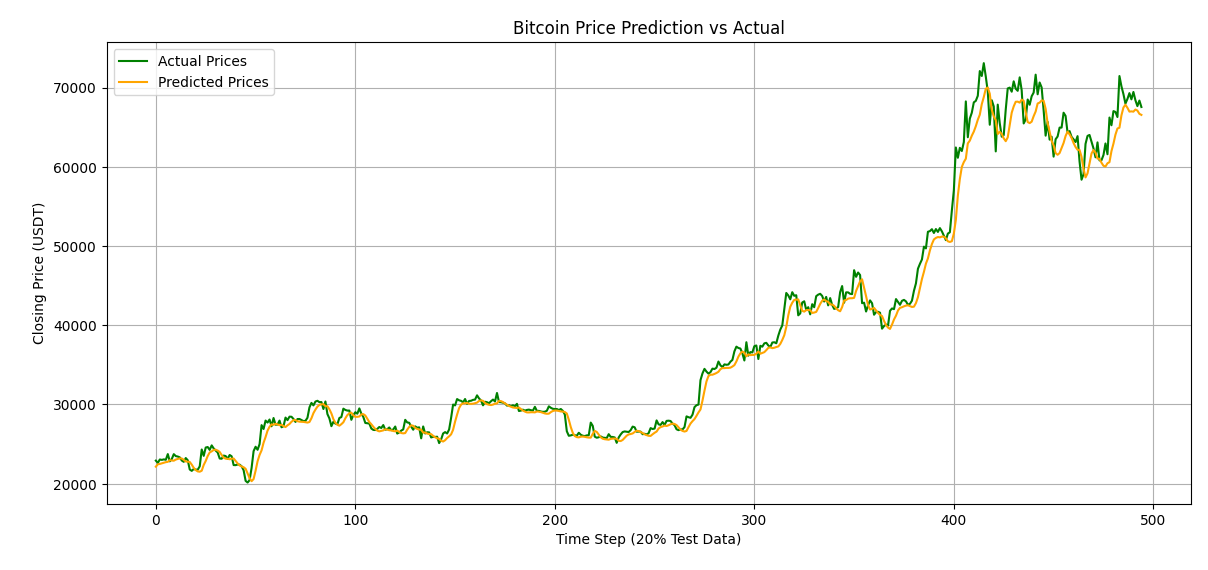 Bitcoin Price Prediction vs Actual
Actual Prices
Predicted Prices
70000
60000
50000
40000
30000
20000
Closing Price (USDT)
0 100 200 300 400 500
Time Step (20% Test Data)